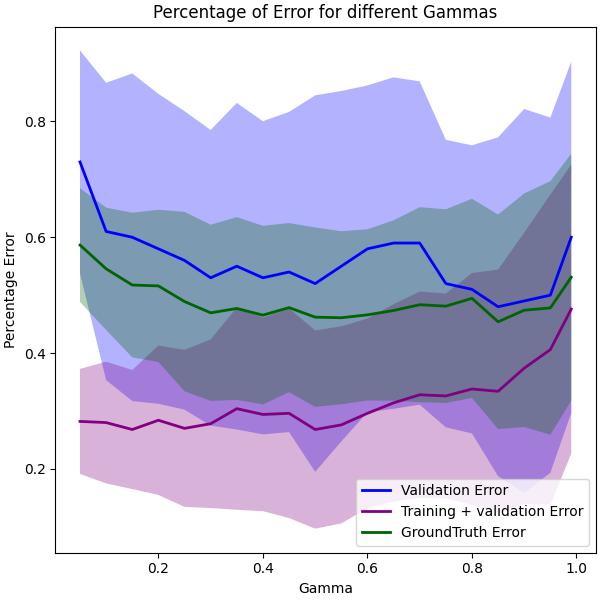 Percentage of Error for different Gammas
Percentage Error
0.8
0.6
0.4
0.2
0.2 0.4 0.6 0.8 1.0
Gamma
Validation Error
Training + validation Error
GroundTruth Error